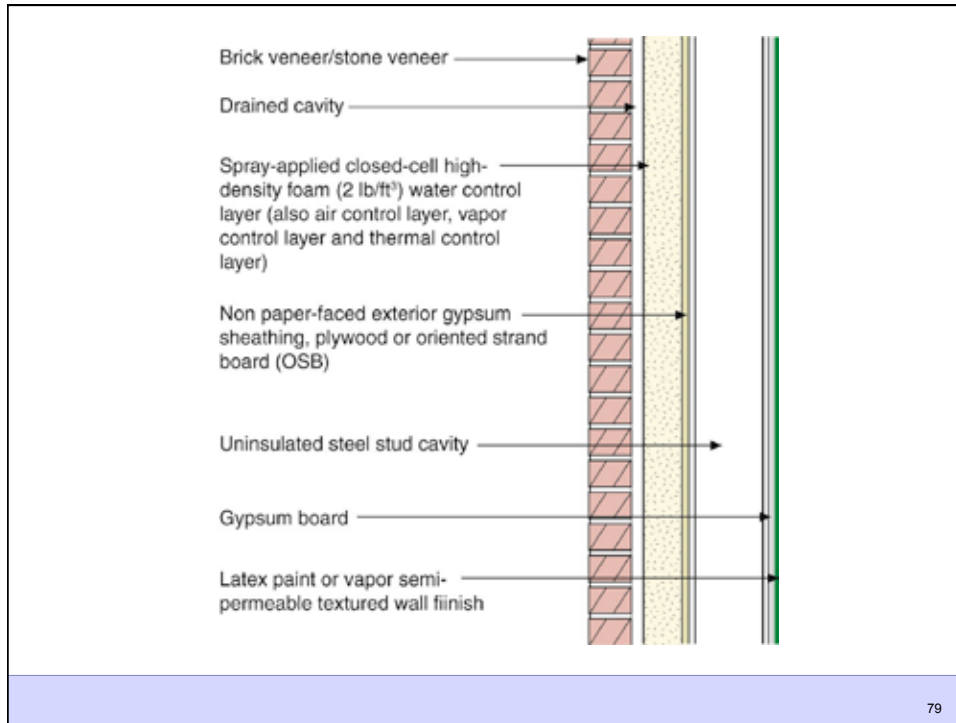 Brick veneer/stone veneer
Drained cavity
Spray-applied closed-cell high-
density foam (2 lb/ft³) water control
layer (also air control layer, vapor
control layer and thermal control
layer)
Non paper-faced exterior gypsum
sheathing, plywood or oriented strand
board (OSB)
Uninsulated steel stud cavity
Gypsum board
Latex paint or vapor semi-
permeable textured wall fiinish
79